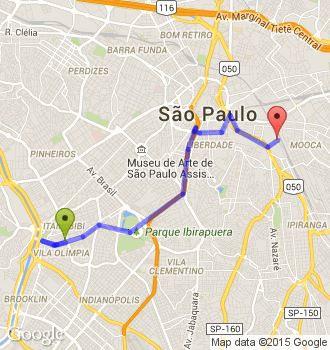 Av. Marginal Tietê Central
R. Clélia
116
BOM RETIRO
BARRA FUNDA
PERDIZES
050
São Paulo
LIBERDADE
MOOCA
PINHEIROS
Museu de Arte de
São Paulo Assis...
Av. Brasil
050
ITAIM BIBI
Parque Ibirapuera
VILA OLÍMPIA
Av. Nazaré
VILA
CLEMENTINO
BROOKLIN
INDIANOPOLIS
Av. Jabaquara
SP-150
SP-160
Google
Map data ©2015 Google